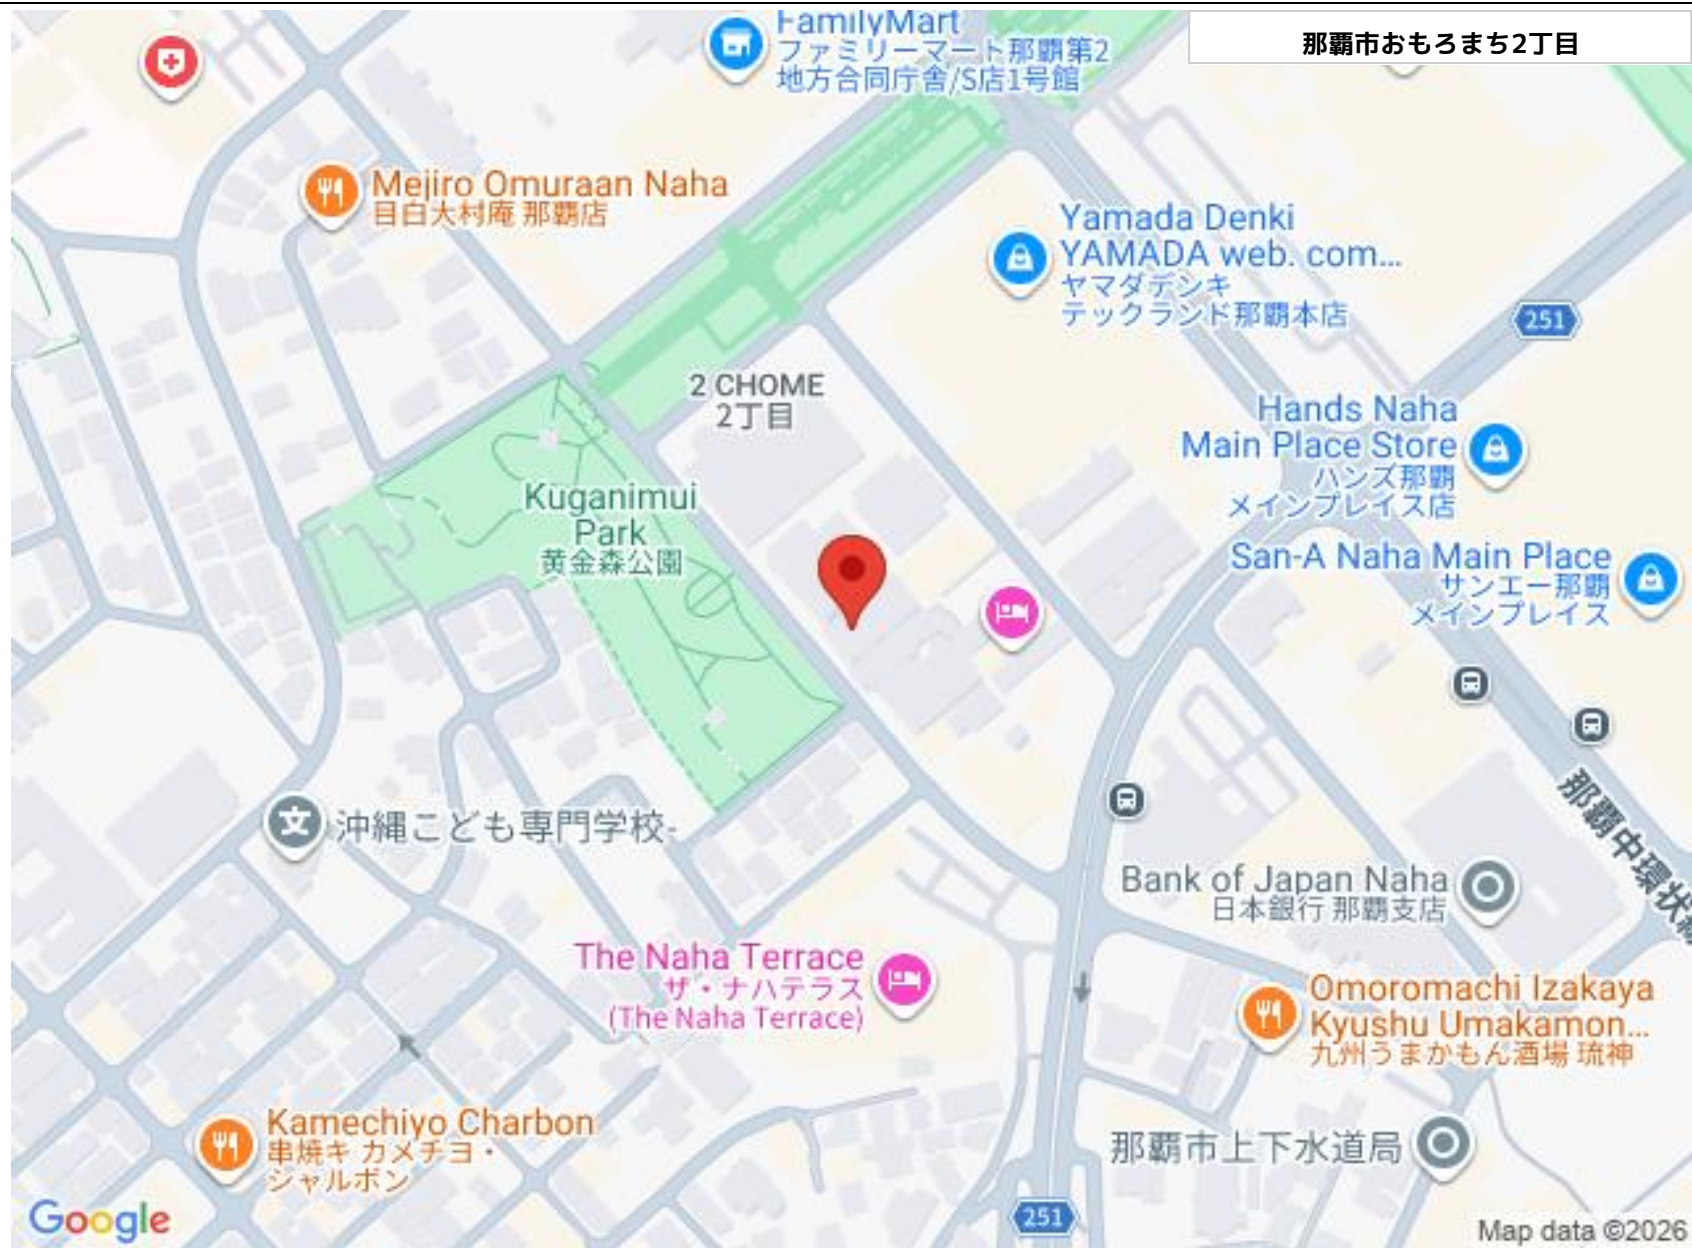 FamilyMart
ファミリーマート那覇第2
地方合同庁舎/S店1号館
那覇市おもろまち2丁目
Mejiro Omuraan Naha
目白大村庵 那覇店
Yamada Denki
YAMADA web. com...
ヤマダデンキ
テックランド那覇本店
251
2 CHOME
2丁目
Hands Naha
Main Place Store
ハンズ那覇
メインプレイス店
Kuganimui
Park
黄金森公園
San-A Naha Main Place
サンエー那覇
メインプレイス
文
沖縄こども専門学校
那覇中環状線
Bank of Japan Naha
日本銀行 那覇支店
The Naha Terrace
ザ・ナハテラス
(The Naha Terrace)
Omoromachi Izakaya
Kyushu Umakamon...
九州うまかもん酒場 琉神
Kamechiyo Charbon
串焼キ カメチヨ・
シャルボン
那覇市上下水道局
Google
251
Map data ©2026